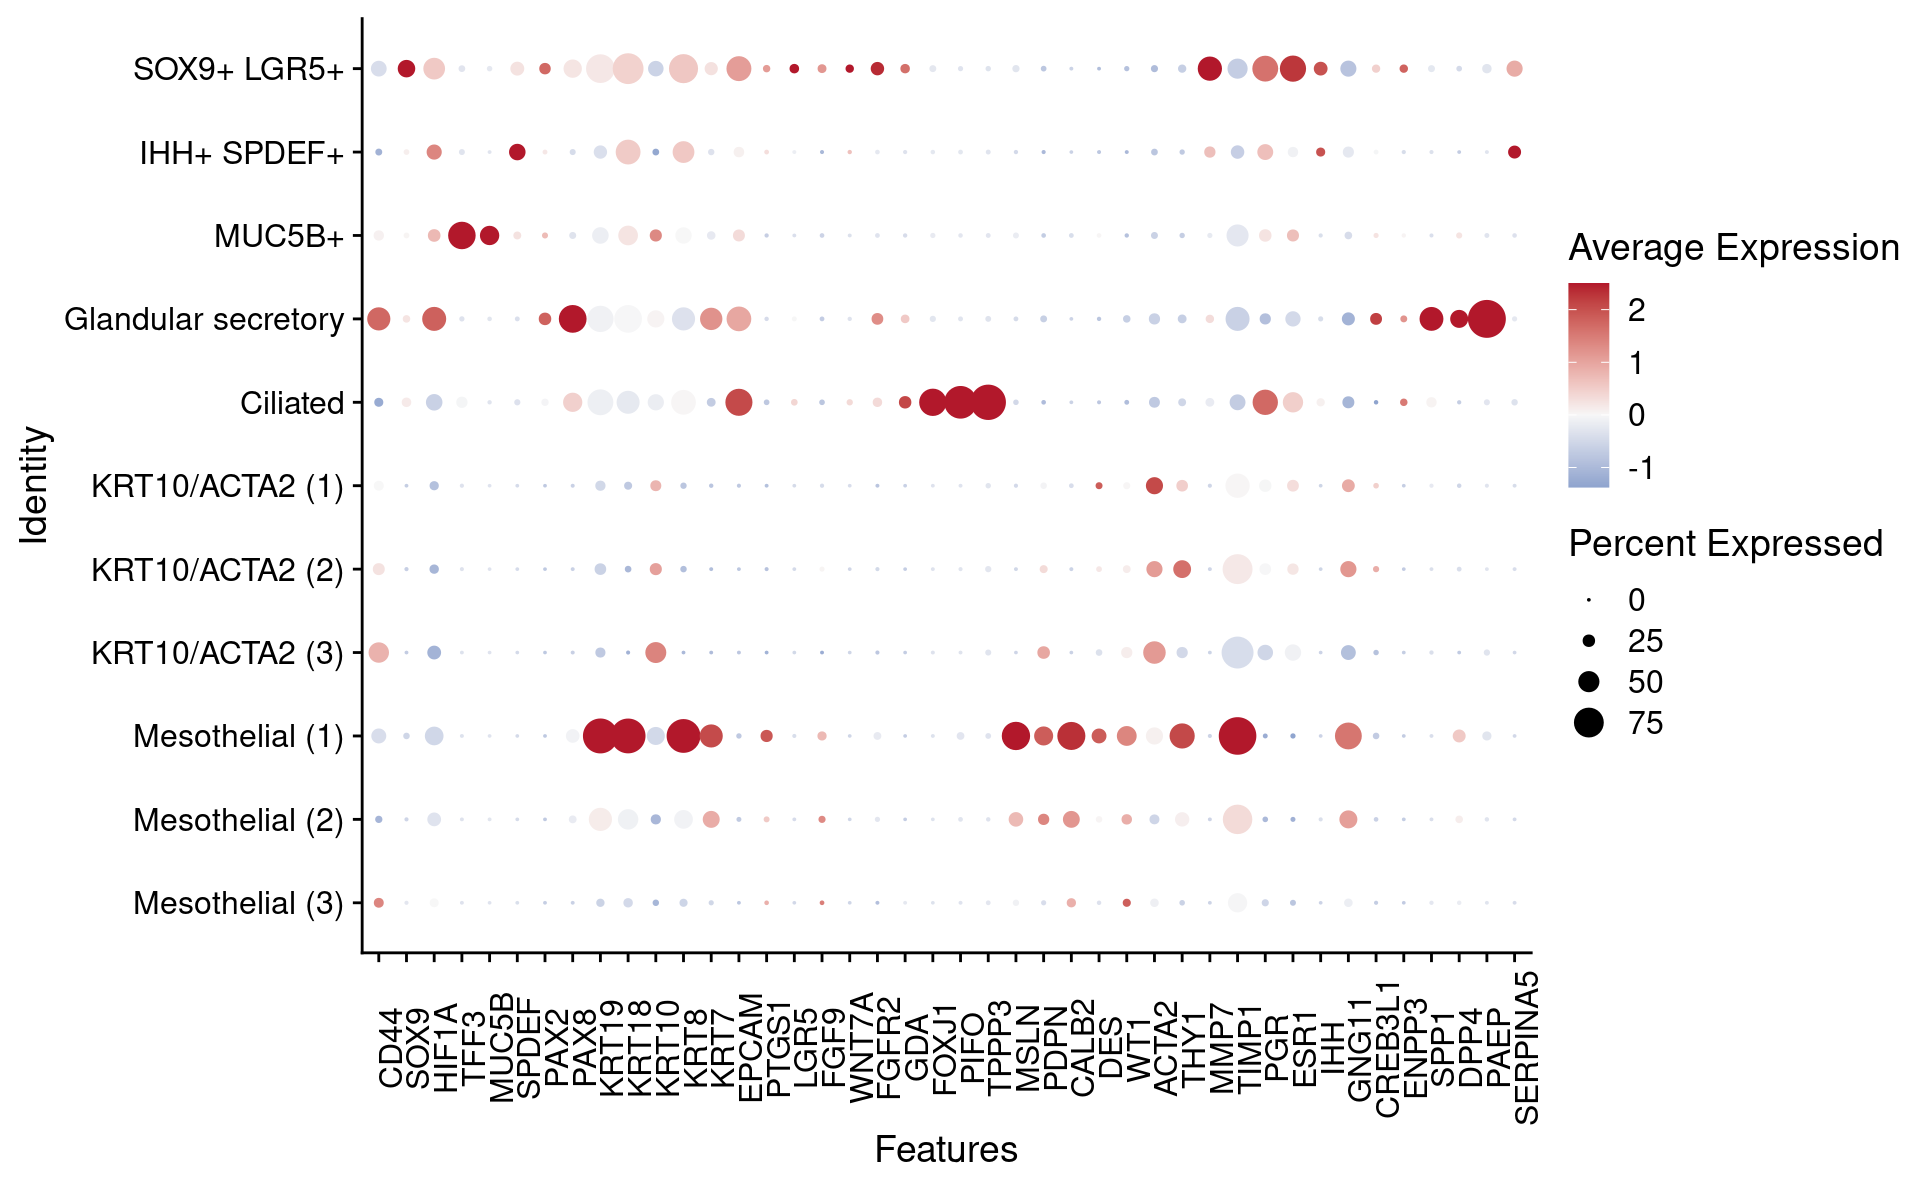 Identity
SOX9+ LGR5+
IHH+ SPDEF+
MUC5B+
Glandular secretory
Ciliated
KRT10/ACTA2 (1)
KRT10/ACTA2 (2)
KRT10/ACTA2 (3)
Mesothelial (1)
Mesothelial (2)
Mesothelial (3)
CD44
SOX9
HIF1A
TFF3
MUC5B
SPDEF
PAX2
PAX8
KRT19
KRT18
KRT10
KRT8
KRT7
EPCAM
PTGS1
LGR5
FGF9
WNT7A
FGFR2
GDA
FOXJ1
PIFO
TPPP3
MSLN
PDPN
CALB2
DES
WT1
ACTA2
THY1
MMP7
TIMP1
PGR
ESR1
IHH
GNG11
CREB3L1
ENPP3
SPP1
DPP4
PAEP
SERPINA5
Features
Average Expression
2
1
0
-1
Percent Expressed
0
25
50
75